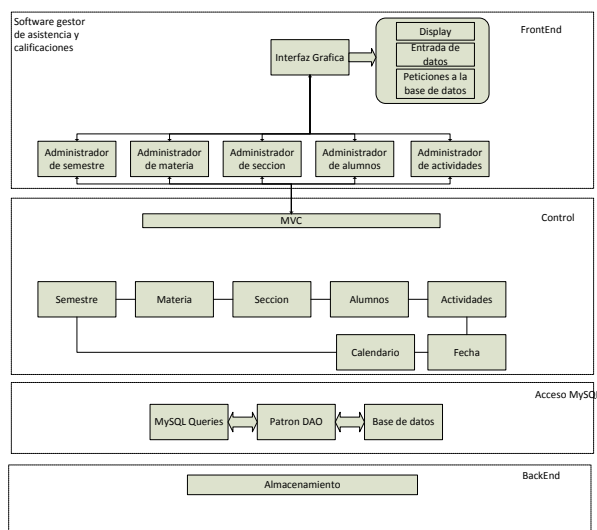 Software gestor
de asistencia y
calificaciones
FrontEnd
Interfaz Grafica
Display
Entrada de
datos
Peticiones a la
base de datos
Administrador
de semestre
Administrador
de materia
Administrador
de seccion
Administrador
de alumnos
Administrador
de actividades
Control
MVC
Semestre
Materia
Seccion
Alumnos
Actividades
Calendario
Fecha
Acceso MySQL
MySQL Queries
Patron DAO
Base de datos
BackEnd
Almacenamiento